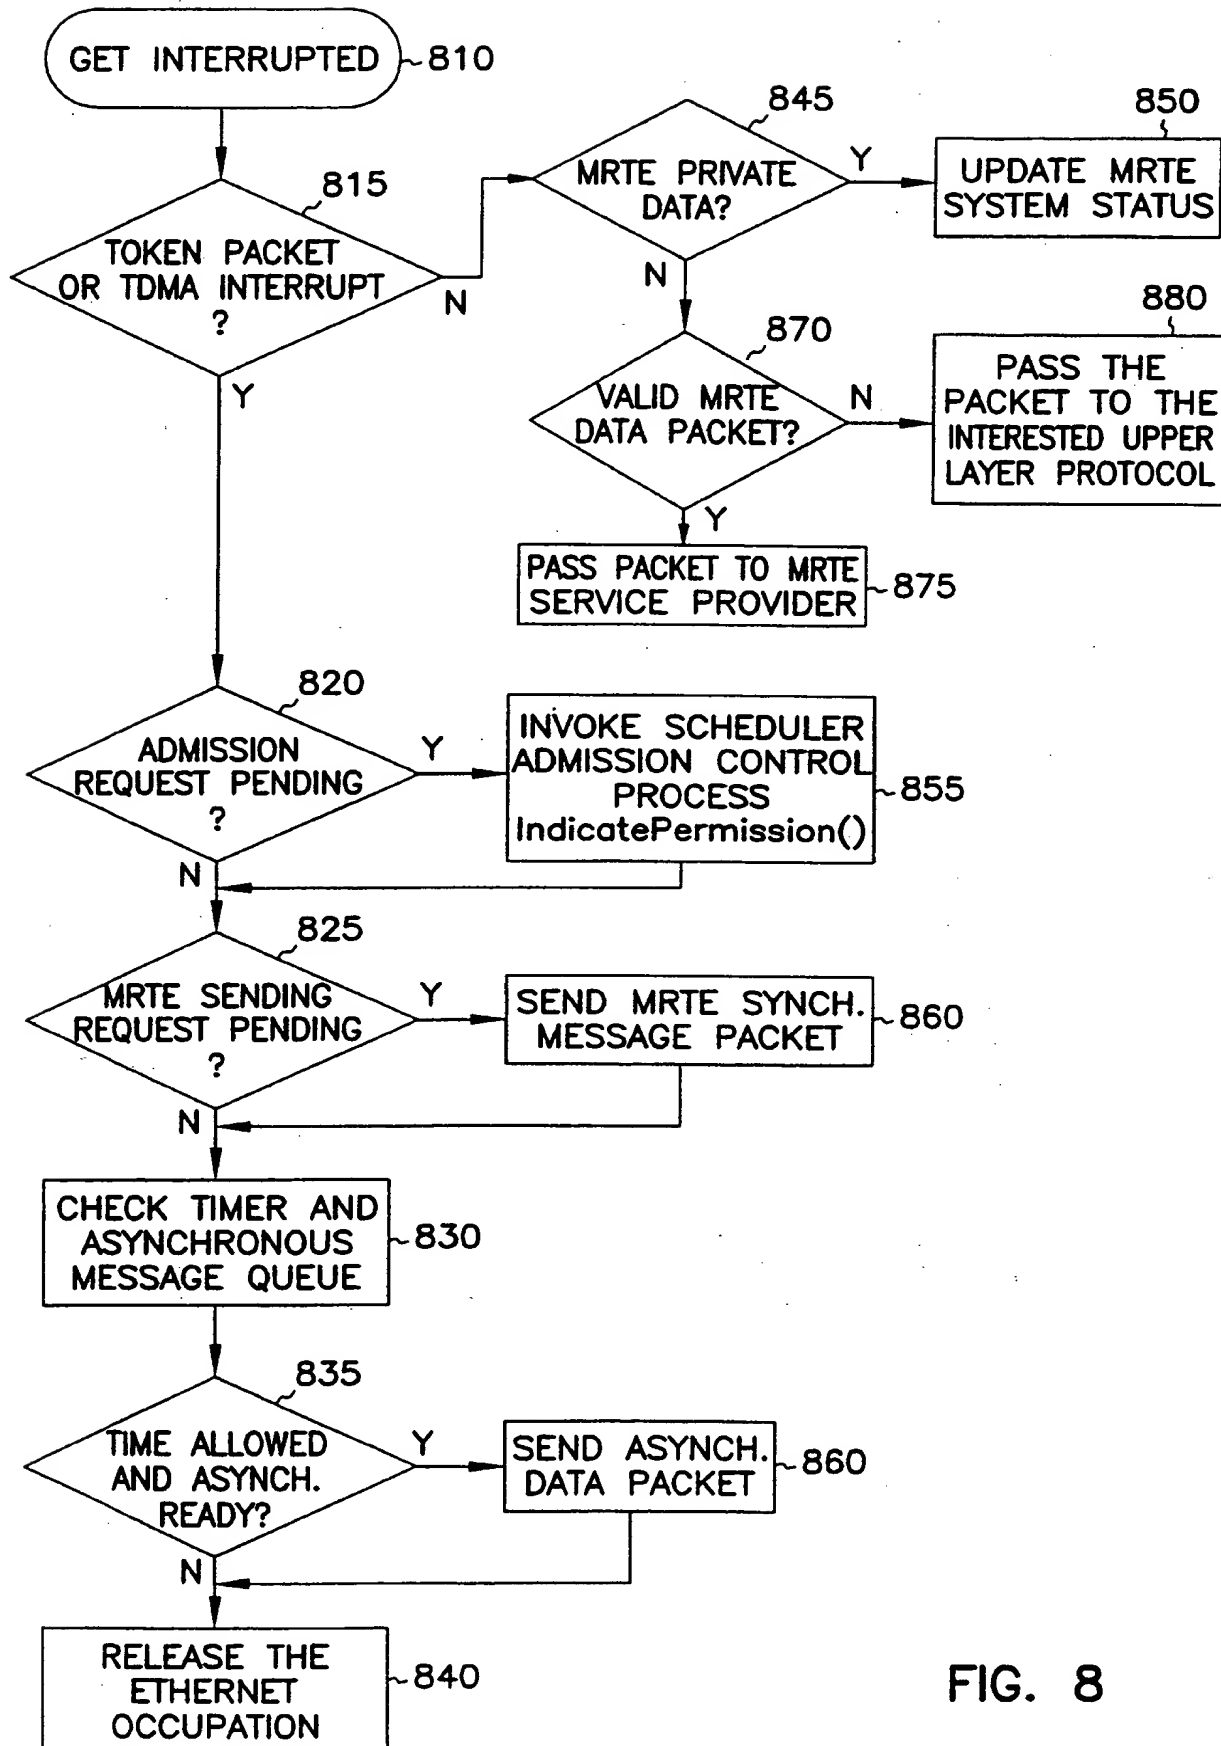 GET INTERRUPTED
810
845
850
MRTE PRIVATE
DATA?
Y
UPDATE MRTE
SYSTEM STATUS
815
TOKEN PACKET
OR TDMA INTERRUPT
?
N
N
Y
870
880
VALID MRTE
DATA PACKET?
N
PASS THE
PACKET TO THE
INTERESTED UPPER
LAYER PROTOCOL
Y
PASS PACKET TO MRTE
SERVICE PROVIDER
875
820
ADMISSION
REQUEST PENDING
?
Y
INVOKE SCHEDULER
ADMISSION CONTROL
PROCESS
IndicatePermission()
855
N
825
MRTE SENDING
REQUEST PENDING
?
Y
SEND MRTE SYNCH.
MESSAGE PACKET
860
N
CHECK TIMER AND
ASYNCHRONOUS
MESSAGE QUEUE
830
835
TIME ALLOWED
AND ASYNCH.
READY?
Y
SEND ASYNCH.
DATA PACKET
860
N
RELEASE THE
ETHERNET
OCCUPATION
840
FIG. 8